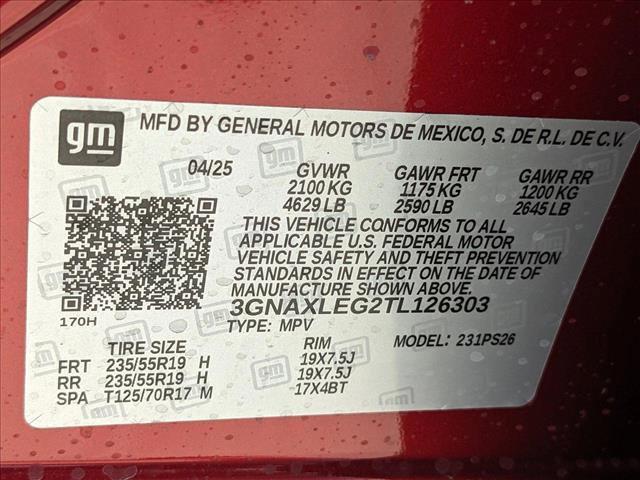 gm MFD BY GENERAL MOTORS DE MEXICO, S. DE R.L. DE C.V.
04/25 GVWR GAWR FRT GAWR RR
2100 KG 1175 KG 1200 KG
4629 LB 2590 LB 2645 LB
THIS VEHICLE CONFORMS TO ALL
APPLICABLE U.S. FEDERAL MOTOR
VEHICLE SAFETY AND THEFT PREVENTION
STANDARDS IN EFFECT ON THE DATE OF
MANUFACTURE SHOWN ABOVE.
3GNAXLEG2TL126303
170H
TYPE: MPV MODEL: 231PS26
TIRE SIZE RIM
FRT 235/55R19 H 19X7.5J
RR 235/55R19 H 19X7.5J
SPA T125/70R17 M 17X4BT